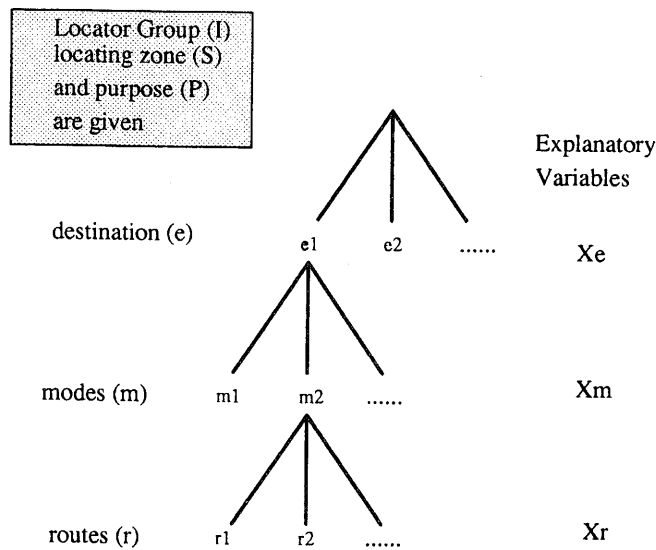 Locator Group (I)
locating zone (S)
and purpose (P)
are given
Explanatory
Variables
destination (e)
e1 e2 ...... Xe
modes (m) m1 m2 ...... Xm
routes (r) r1 r2 ...... Xr